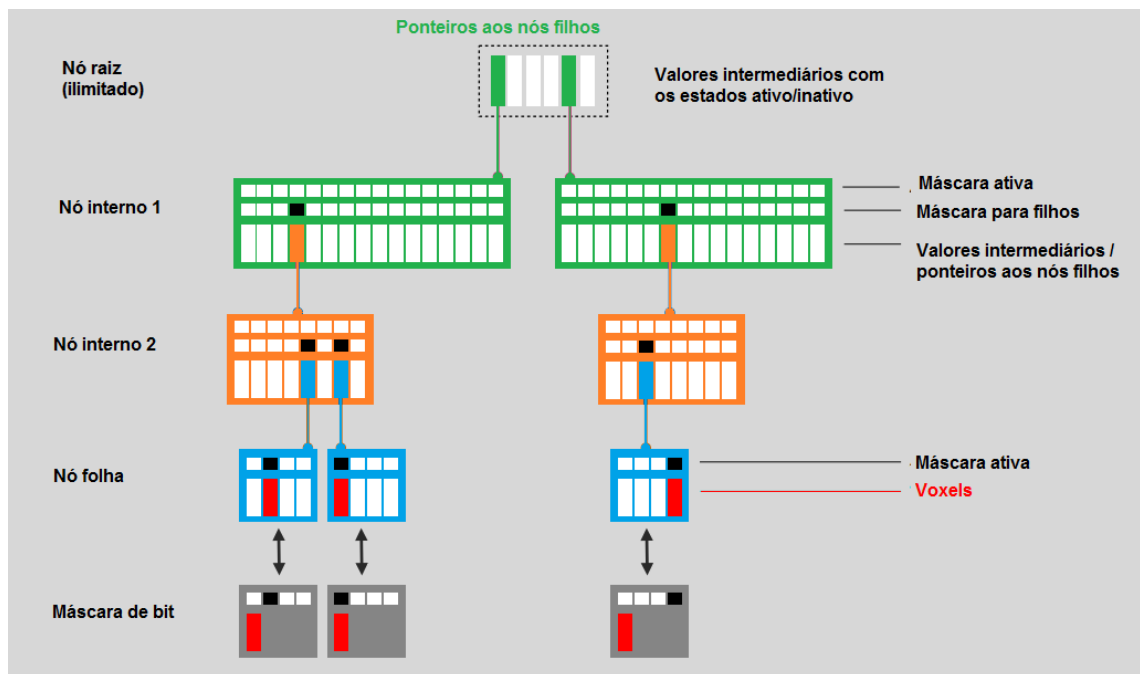 Ponteiros aos nós filhos
Nó raiz
(ilimitado)
Valores intermediários com
os estados ativo/inativo
Nó interno 1
Máscara ativa
Máscara para filhos
Valores intermediários /
ponteiros aos nós filhos
Nó interno 2
Nó folha
Máscara ativa
Voxels
Máscara de bit